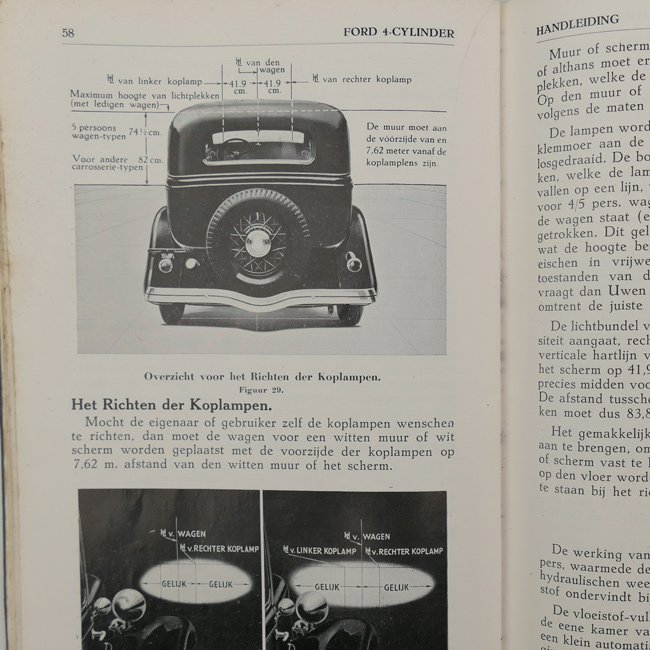 58
FORD 4-CYLINDER
van den
wagen
van linker koplamp
41.9
cm.
41.9
cm.
van rechter koplamp
Maximum hoogte van lichtplekken
(met ledigen wagen)
5 persoons
wagen-typen
74½
cm.
Voor andere
carrosserie-typen
82 cm.
De muur moet aan
de voorzijde van en
7,62 meter vanaf de
koplamplens zijn.
Overzicht voor het Richten der Koplampen.
Figuur 29.
Het Richten der Koplampen.
Mocht de eigenaar of gebruiker zelf de koplampen wenschen
te richten, dan moet de wagen voor een witten muur of wit
scherm worden geplaatst met de voorzijde der koplampen op
7,62 m. afstand van den witten muur of het scherm.
v. WAGEN
v. RECHTER KOPLAMP
GELIJK
GELIJK
v. WAGEN
v. LINKER KOPLAMP
v. RECHTER KOPLAMP
GELIJK
GELIJK
HANDLEIDING
Muur of scherm
of althans moet er
plekken, welke de
Op den muur of
volgens de maten
De lampen word
klemmoer aan de
losgedraaid. De bo
ken, welke de lam
vallen op een lijn,
voor 4/5 pers. wag
de wagen staat (e
getrokken. Dit gel
wat de hoogte be
eischen in vrijwe
toestanden van d
vraagt dan Uwen
omtrent de juiste
De lichtbundel v
siteit aangaat, rech
verticale hartlijn v
het scherm op 41,9
precies midden voo
De afstand tussche
ken moet dus 83,8
Het gemakkelijk
aan te brengen, om
of scherm vast te l
op den vloer word
te staan bij het ri
De werking van
pers, waarmede de
hydraulischen wee
stof ondervindt bi
De vloeistof-vul
de eene kamer va
een klein automati